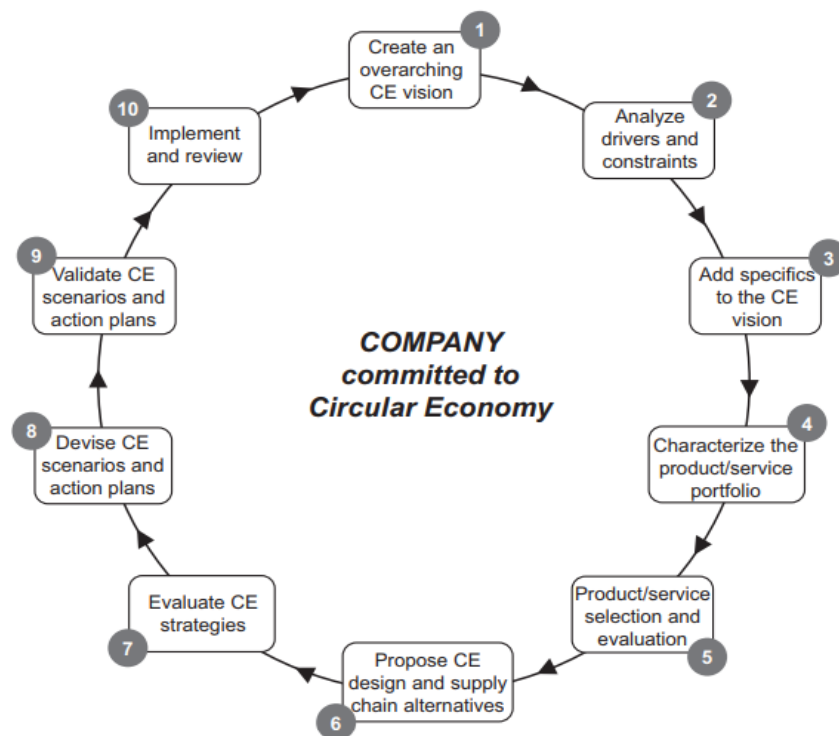 1
Create an
overarching
CE vision
2
Analyze
drivers and
constraints
3
Add specifics
to the CE
vision
4
Characterize the
product/service
portfolio
5
Product/service
selection and
evaluation
6
Propose CE
design and supply
chain alternatives
7
Evaluate CE
strategies
8
Devise CE
scenarios and
action plans
9
Validate CE
scenarios and
action plans
10
Implement
and review
COMPANY
committed to
Circular Economy